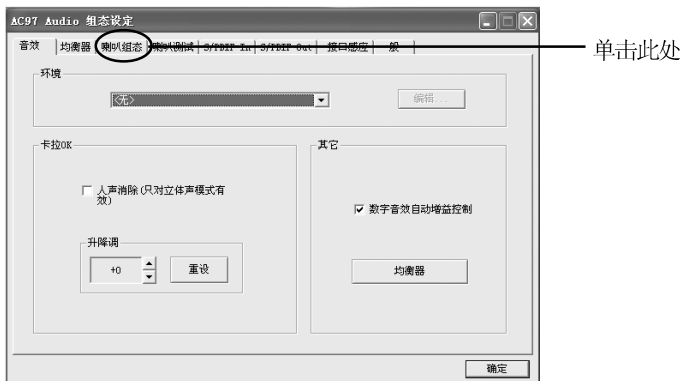 AC97 Audio 组态设定
音效 均衡器 喇叭组态 喇叭测试 S/PDIF-In S/PDIF-Out 接口感应 一般
单击此处
环境
<无>
编辑...
卡拉OK
其它
人声消除(只对立体声模式有
效)
数字音效自动增益控制
升降调
+0
重设
均衡器
确定